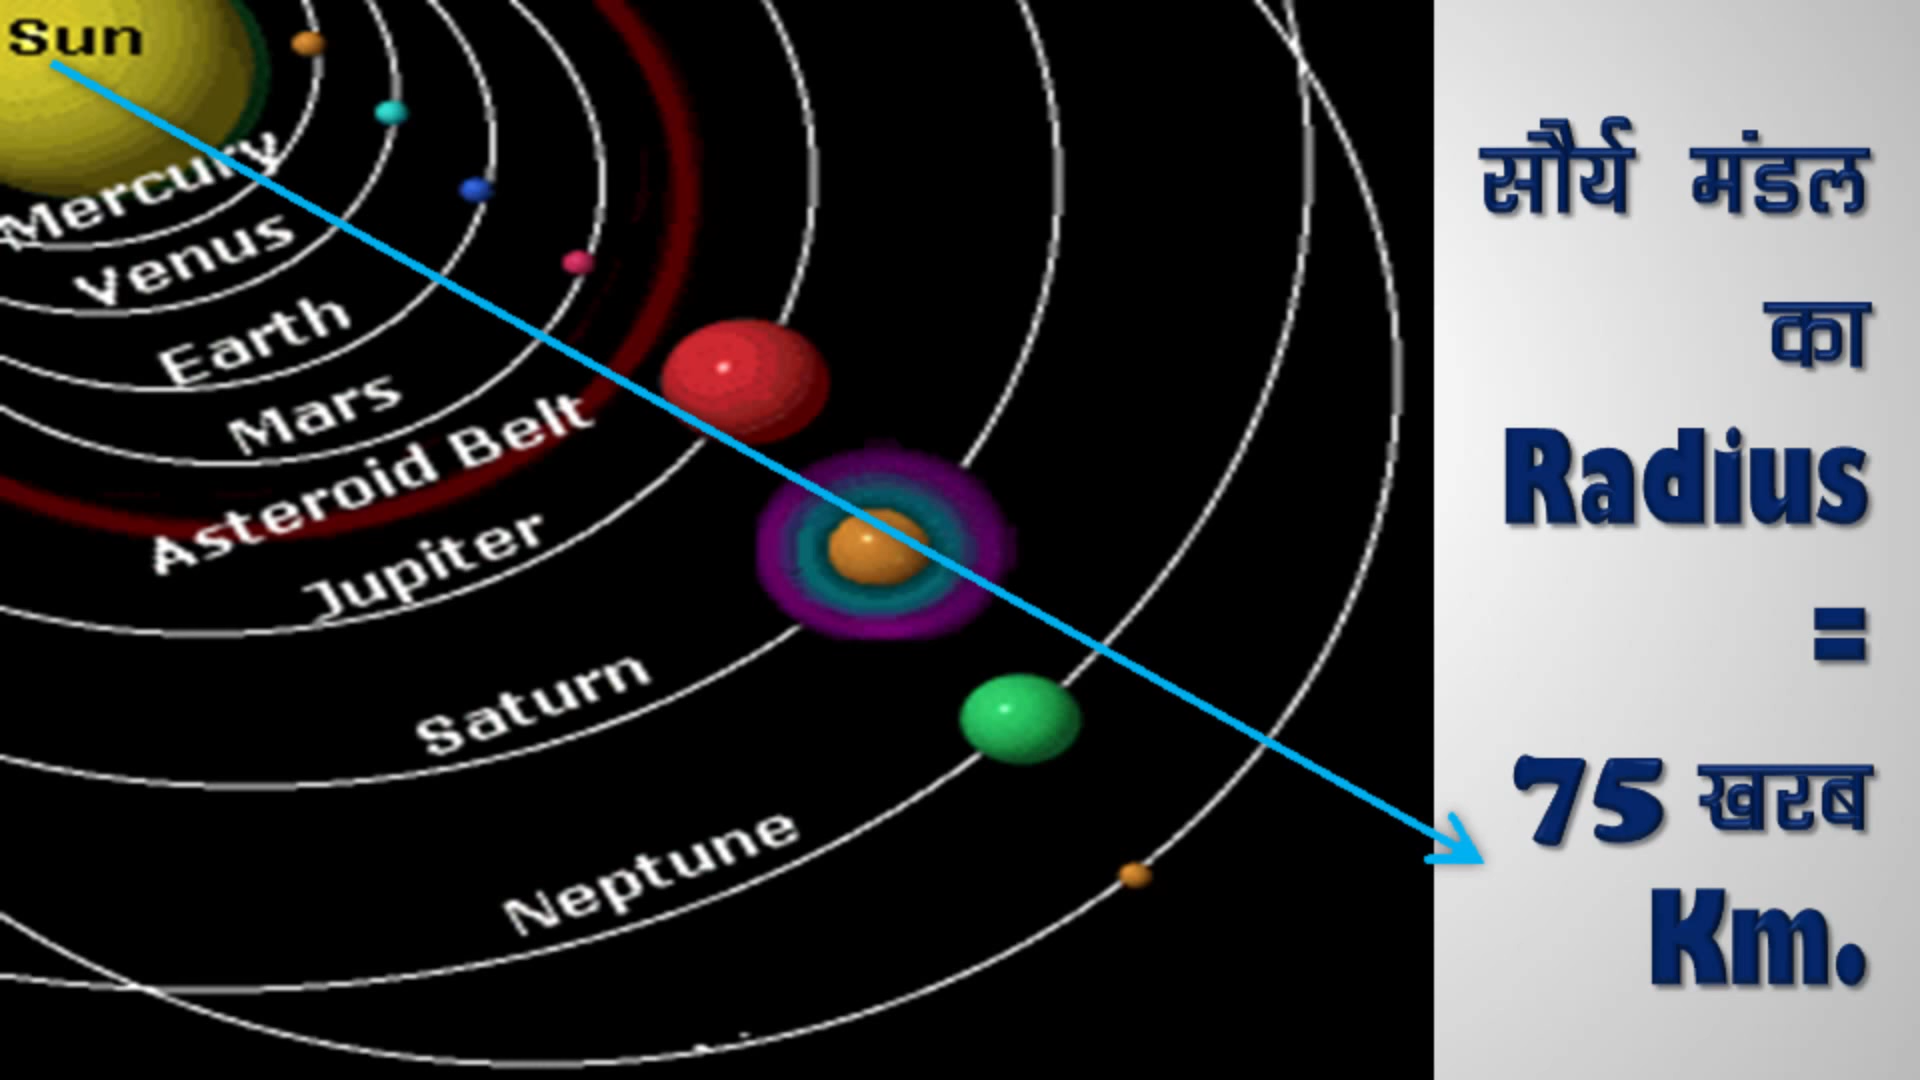 Sun
Mercury
Venus
Earth
Mars
Asteroid Belt
Jupiter
Saturn
Neptune
सौर्य मंडल
का
Radius
=
75 खरब
Km.